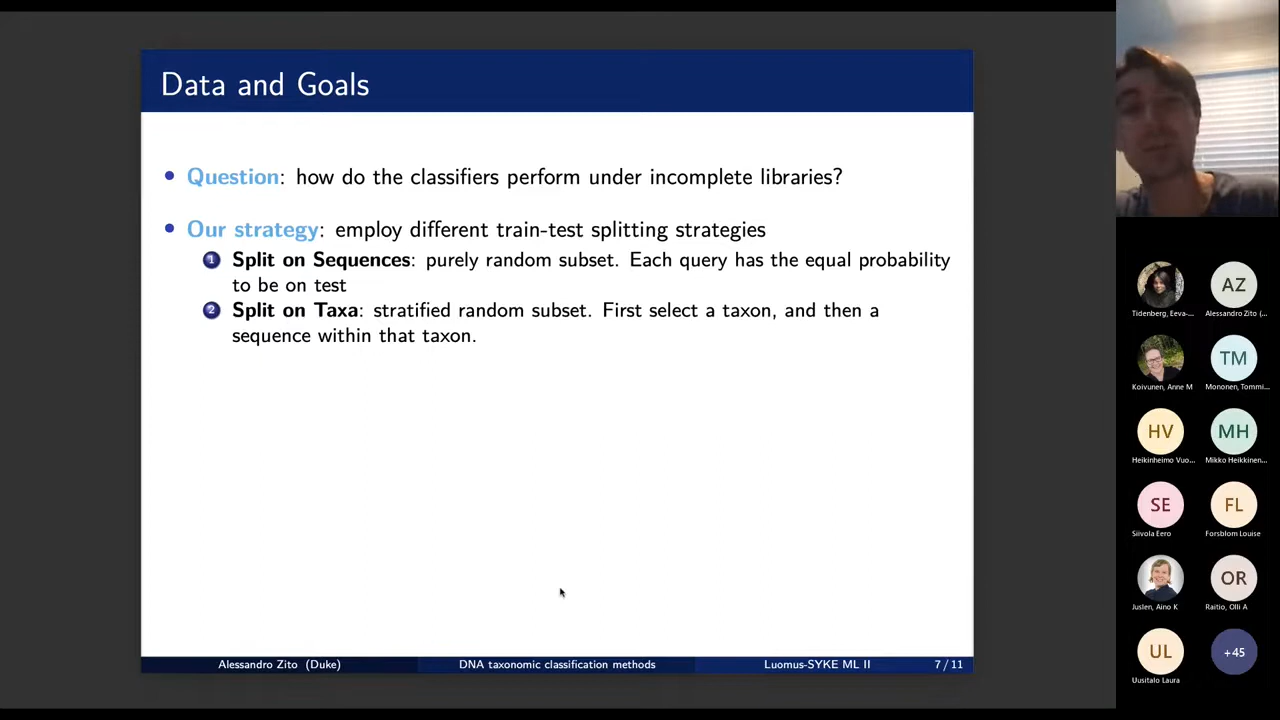 Data and Goals
• Question: how do the classifiers perform under incomplete libraries?
• Our strategy: employ different train-test splitting strategies
1 Split on Sequences: purely random subset. Each query has the equal probability
to be on test
2 Split on Taxa: stratified random subset. First select a taxon, and then a
sequence within that taxon.
Alessandro Zito (Duke) DNA taxonomic classification methods Luomus-SYKE ML II 7 / 11
AZ
Tidenberg, Eeva-... Alessandro Zito (...
TM
Koivunen, Anne M Mononen, Tommi...
HV MH
Heikinheimo Vuo... Mikko Heikkinen...
SE FL
Siivola Eero Forsblom Louise
OR
Juslen, Aino K Raitio, Olli A
UL +45
Uusitalo Laura